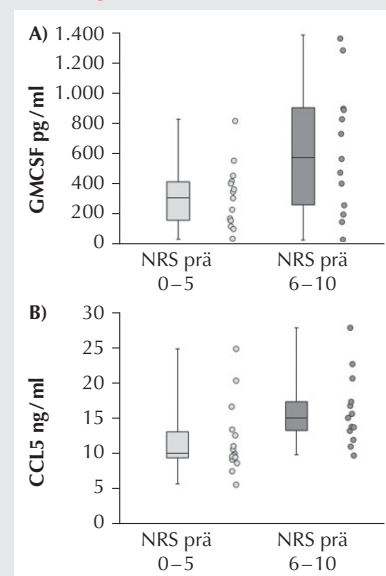 A)
GMCSF pg/ml
1.400
1.200
1.000
800
600
400
200
0
NRS prä
0–5
NRS prä
6–10
B)
CCL5 ng/ml
30
25
20
15
10
5
0
NRS prä
0–5
NRS prä
6–10